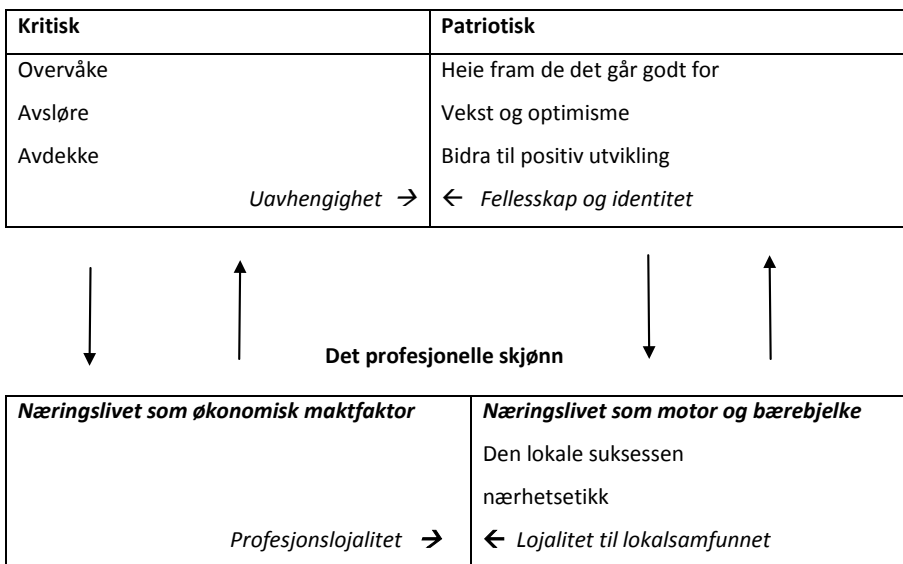 Kritisk
Patriotisk
Overvåke
Avsløre
Avdekke
Uavhengighet →
Heie fram de det går godt for
Vekst og optimisme
Bidra til positiv utvikling
← Fellesskap og identitet
Det profesjonelle skjønn
Næringslivet som økonomisk maktfaktor
Næringslivet som motor og bærebjelke
Profesjonslojalitet →
Den lokale suksessen
nærhetsetikk
← Lojalitet til lokalsamfunnet